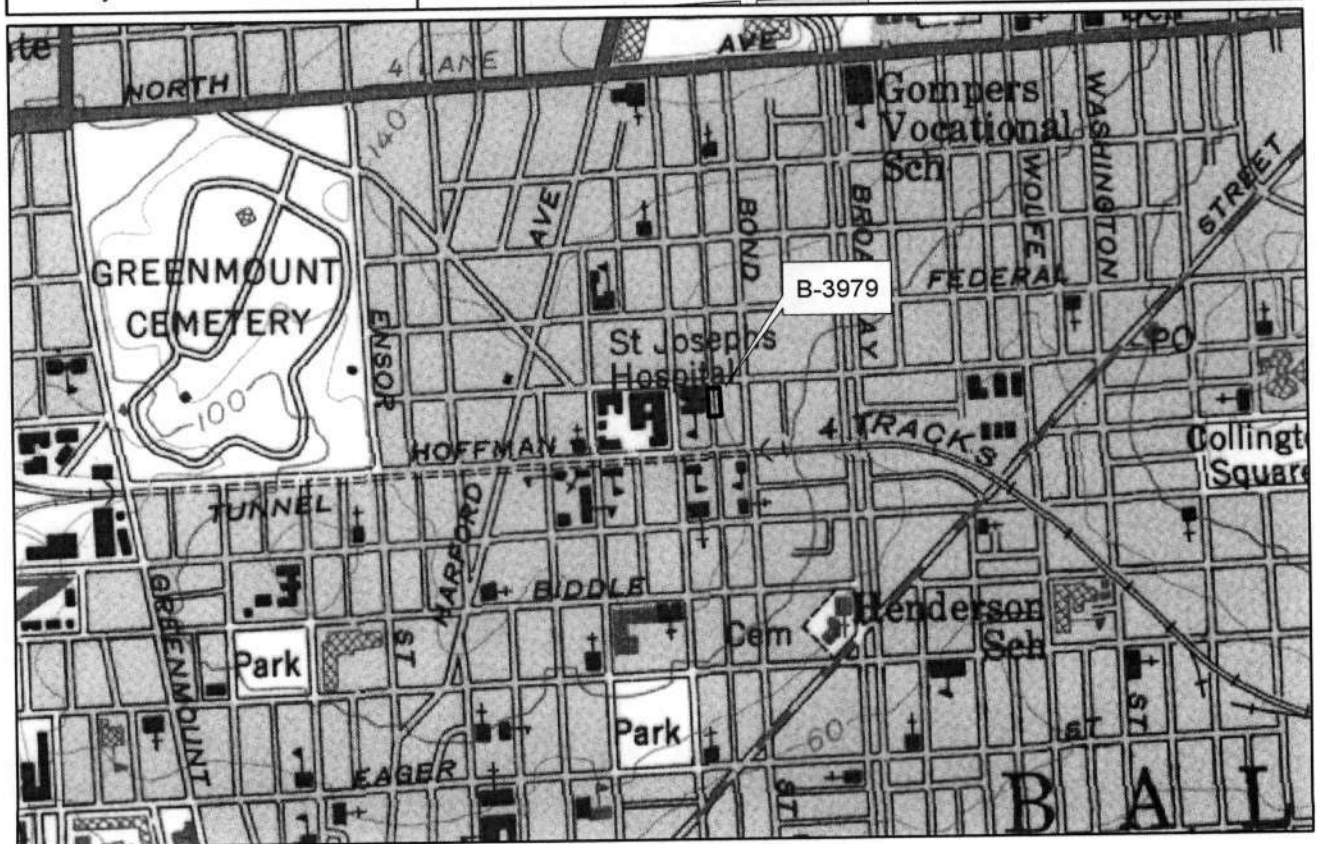 NORTH
4 LANE
AVE
Gompers
Vocational
Sch
WASHINGTON
WOLFE
STREET
140
AVE
BOND
BROADWAY
FEDERAL
GREENMOUNT
CEMETERY
ENSOR
B-3979
St Josephs
Hospital
PO
100
HOFFMAN
4 TRACKS
Square
TUNNEL
HARFORD
BIDDLE
GREENMOUNT
ST
Park
Cem
Henderson
Sch
Park
60
ST
ST
EAGER
ST
B A L